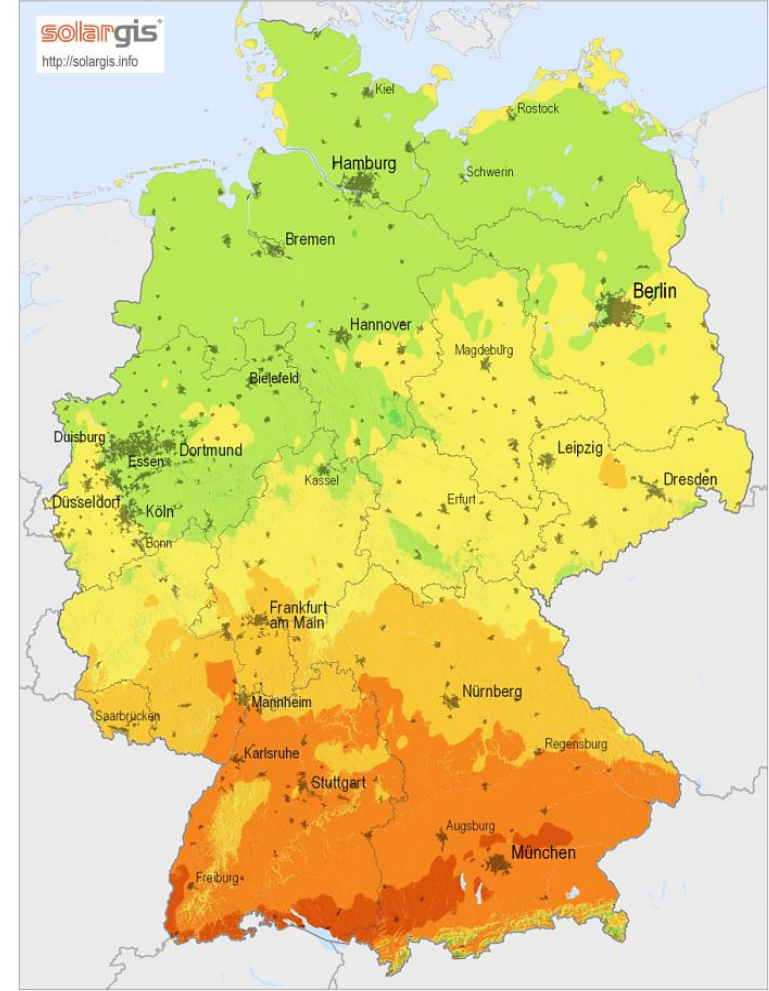 solargis
http://solargis.info
Kiel
Rostock
Hamburg
Schwerin
Bremen
Berlin
Hannover
Magdeburg
Bielefeld
Duisburg
Dortmund
Essen
Leipzig
Kassel
Dresden
Düsseldorf
Erfurt
Köln
Bonn
Frankfurt
am Main
Nürnberg
Mannheim
Saarbrücken
Regensburg
Karlsruhe
Stuttgart
Augsburg
München
Freiburg